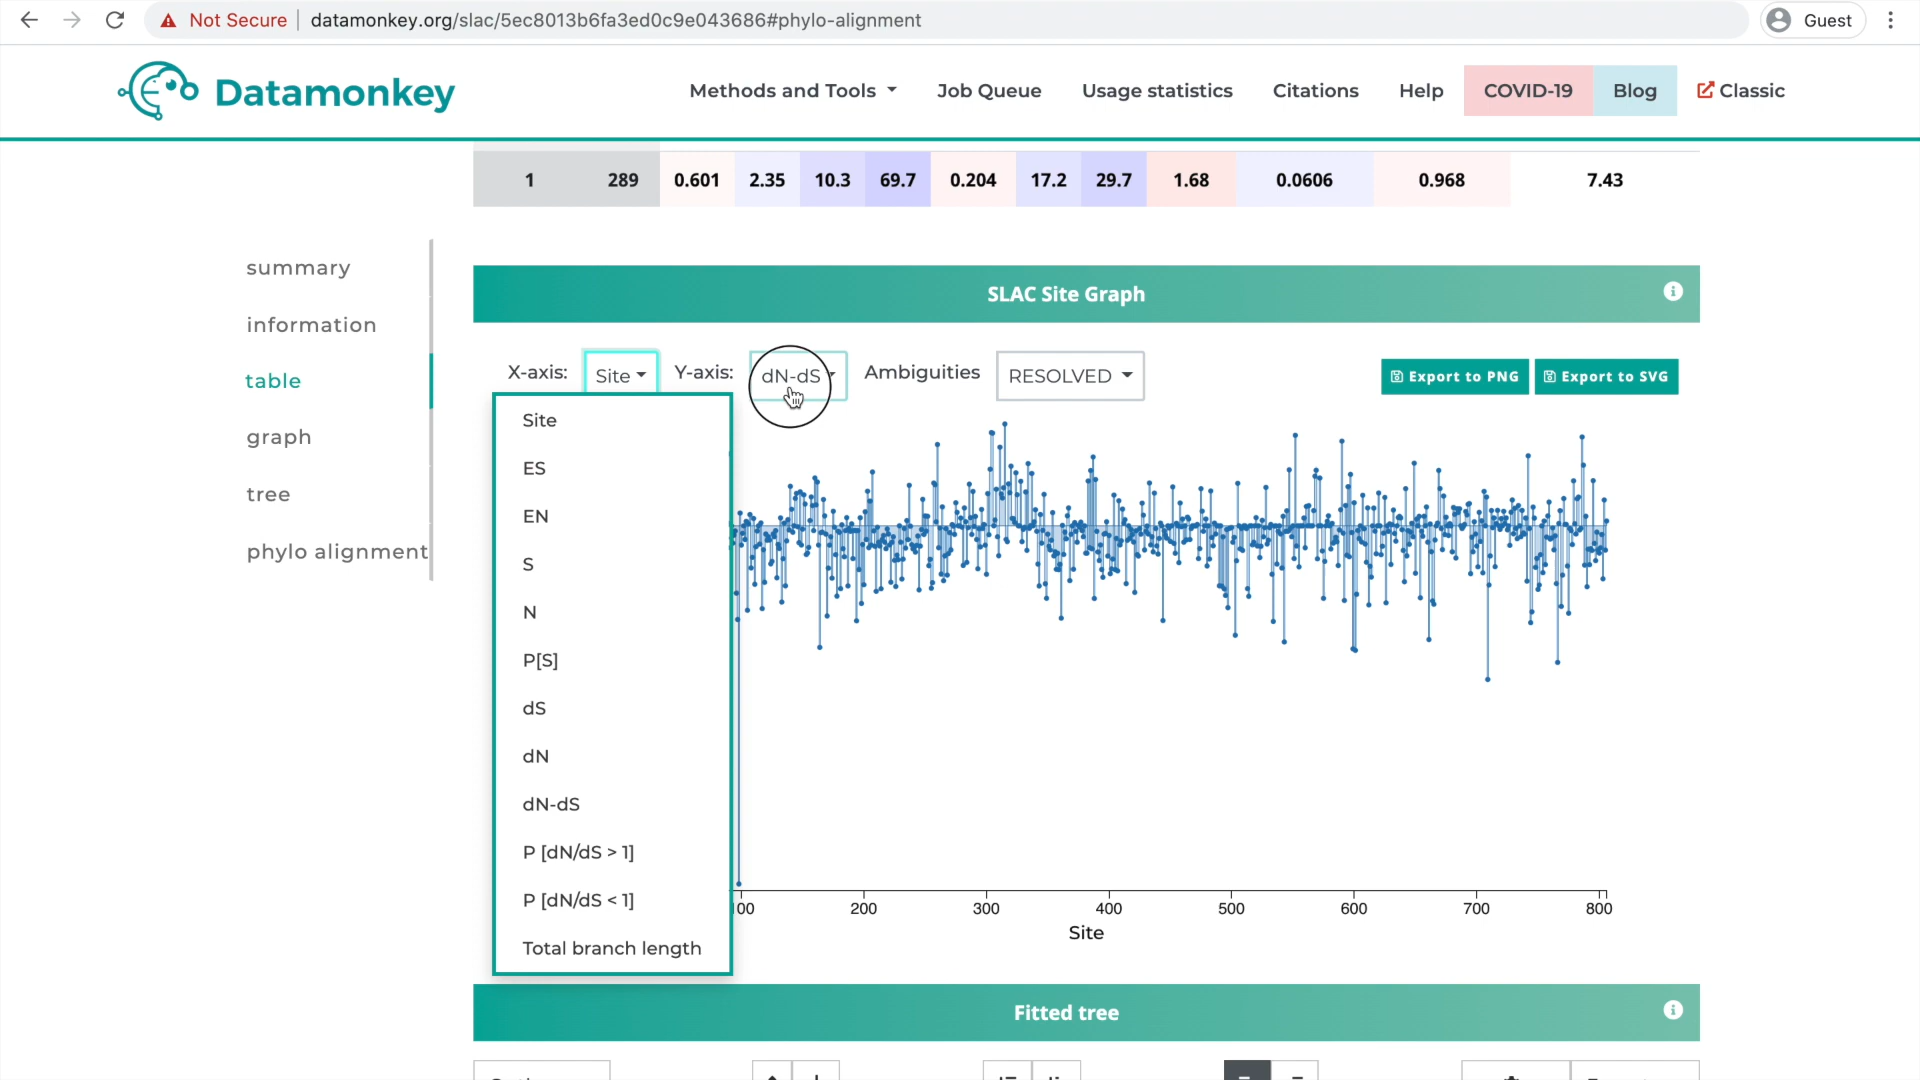 Not Secure | datamonkey.org/slac/5ec8013b6fa3ed0c9e043686#phylo-alignment Guest
Datamonkey Methods and Tools Job Queue Usage statistics Citations Help COVID-19 Blog Classic
1 289 0.601 2.35 10.3 69.7 0.204 17.2 29.7 1.68 0.0606 0.968 7.43
summary
information
table
graph
tree
phylo alignment
SLAC Site Graph
X-axis: Site Y-axis: dN-dS Ambiguities RESOLVED Export to PNG Export to SVG
Site
ES
EN
S
N
P[S]
dS
dN
dN-dS
P [dN/dS > 1]
P [dN/dS < 1]
Total branch length
200 300 400 500 600 700 800
Site
Fitted tree